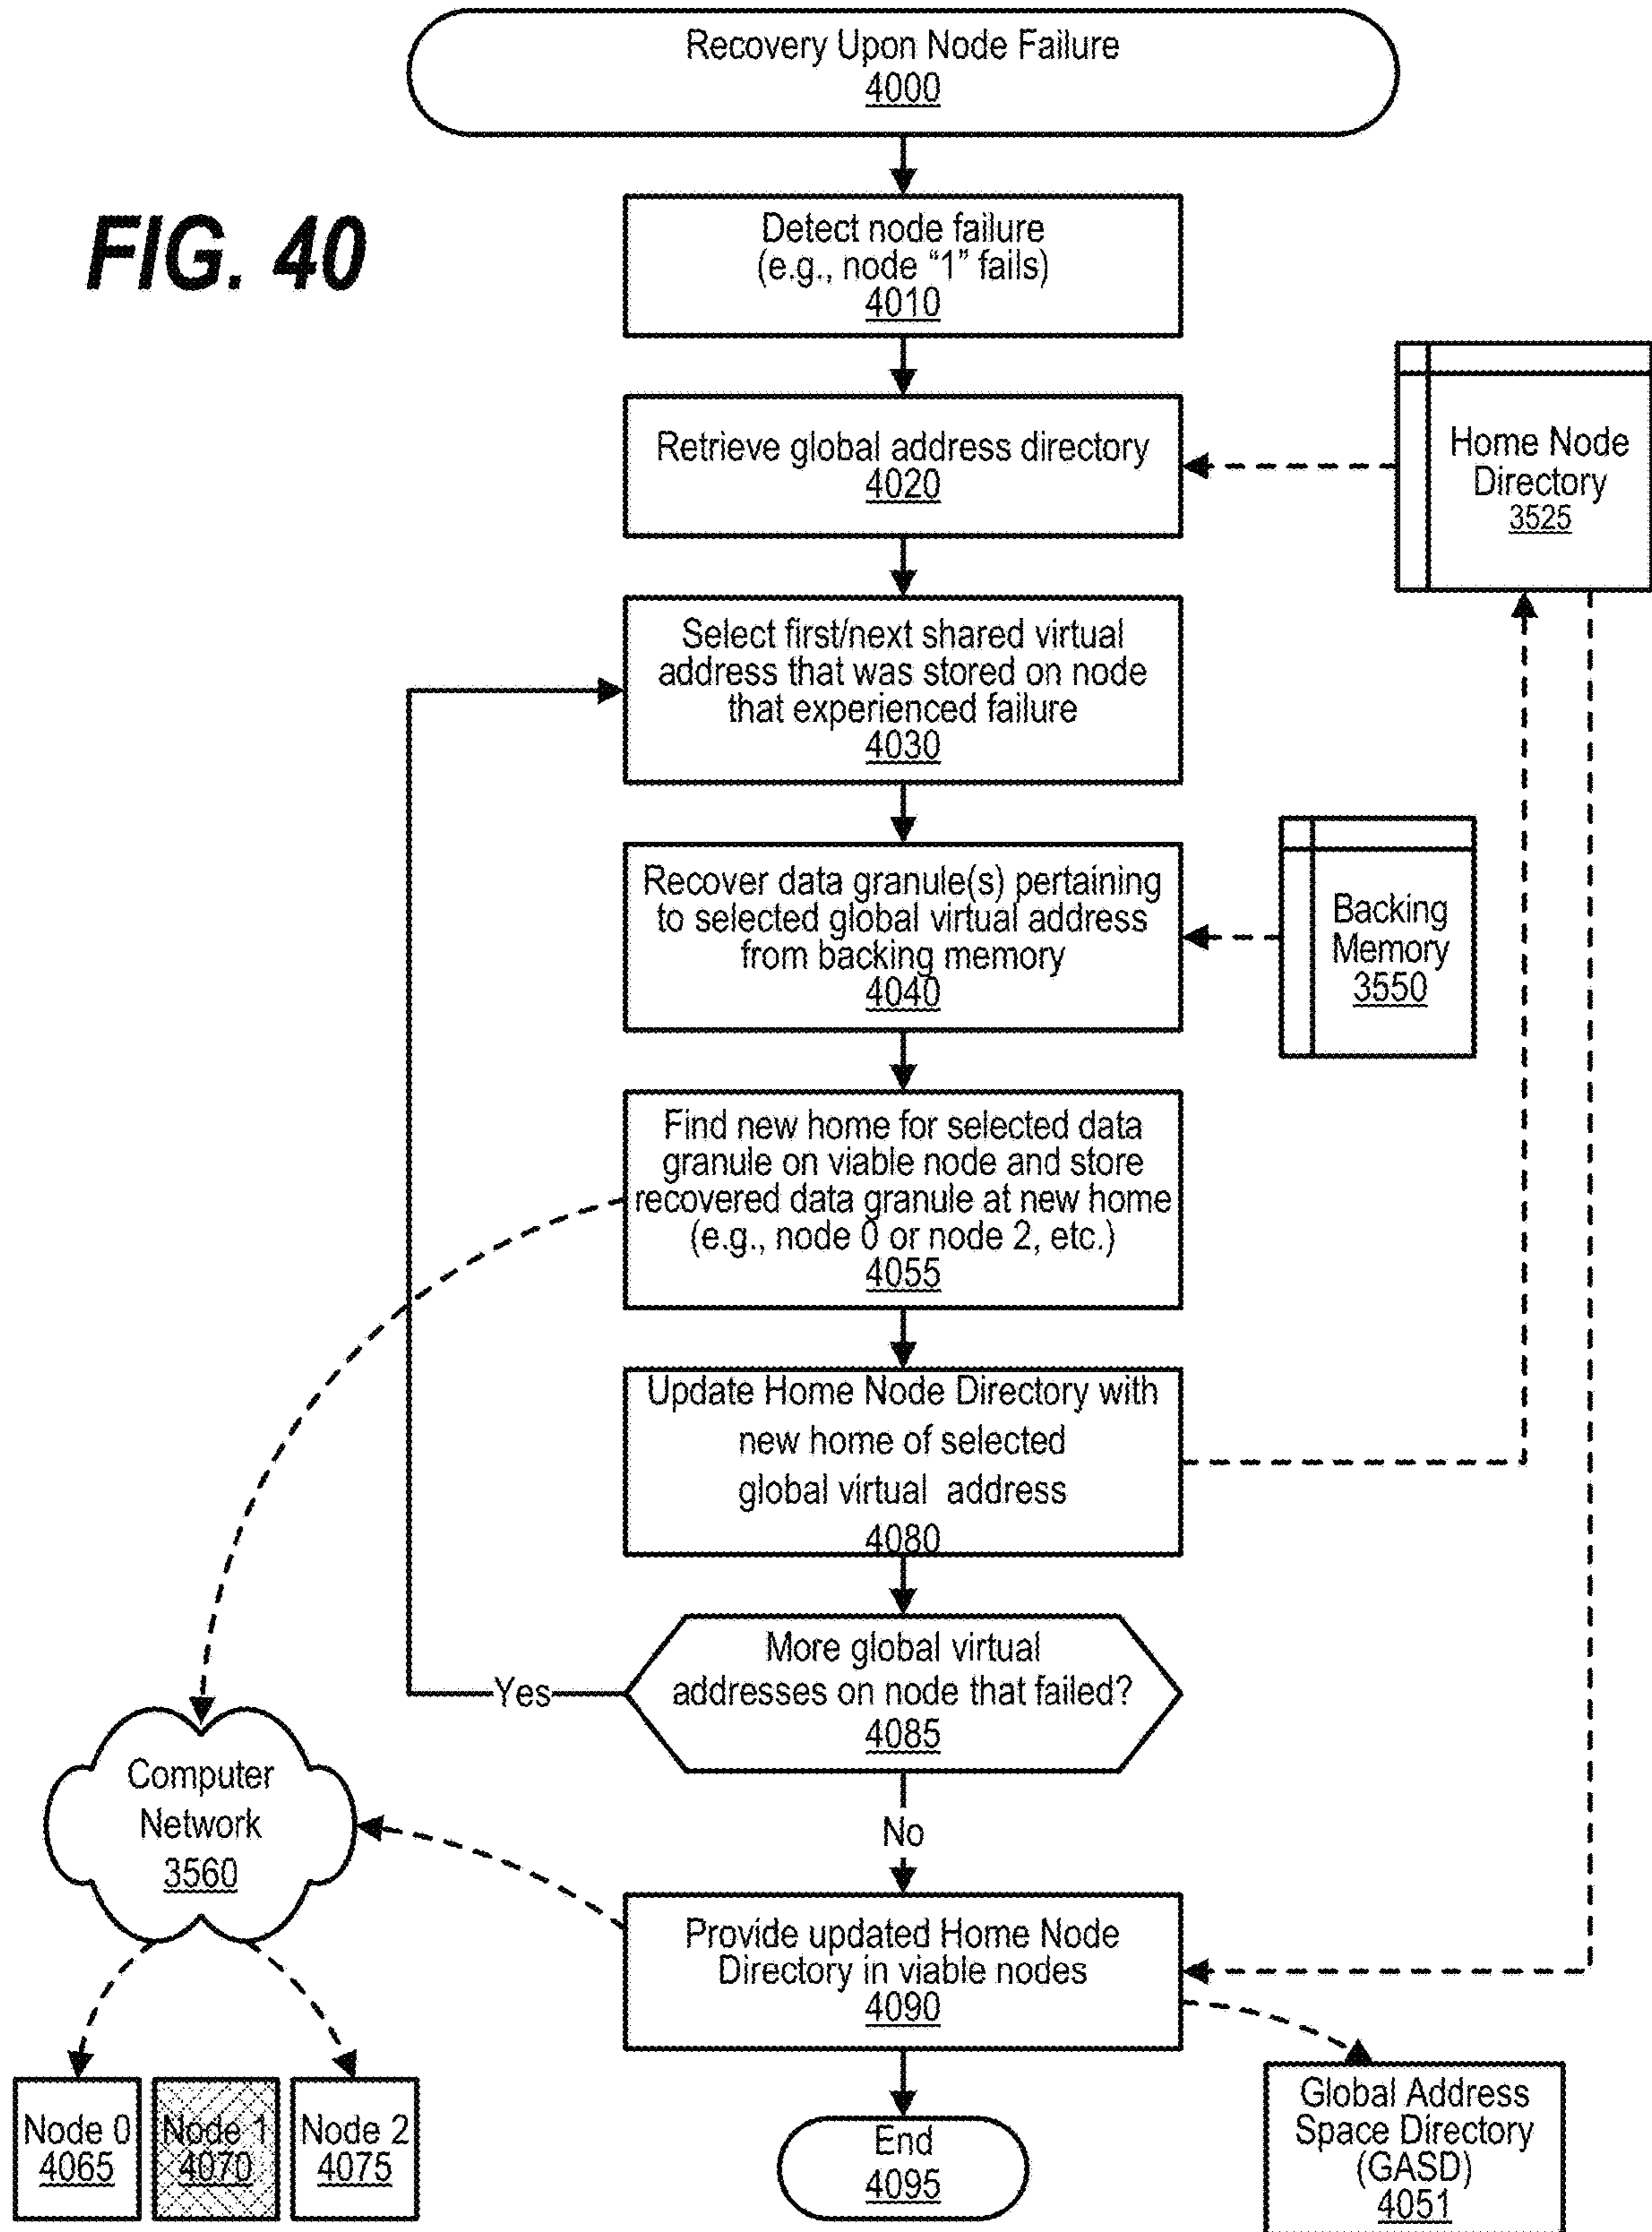 Recovery Upon Node Failure
4000
FIG. 40
Detect node failure
(e.g., node “1” fails)
4010
Retrieve global address directory
4020
Home Node
Directory
3525
Select first/next shared virtual
address that was stored on node
that experienced failure
4030
Recover data granule(s) pertaining
to selected global virtual address
from backing memory
4040
Backing
Memory
3550
Find new home for selected data
granule on viable node and store
recovered data granule at new home
(e.g., node 0 or node 2, etc.)
4055
Update Home Node Directory with
new home of selected
global virtual address
4080
More global virtual
addresses on node that failed?
4085
Yes
No
Computer
Network
3560
Provide updated Home Node
Directory in viable nodes
4090
Node 0
4065
Node 1
4070
Node 2
4075
End
4095
Global Address
Space Directory
(GASD)
4051